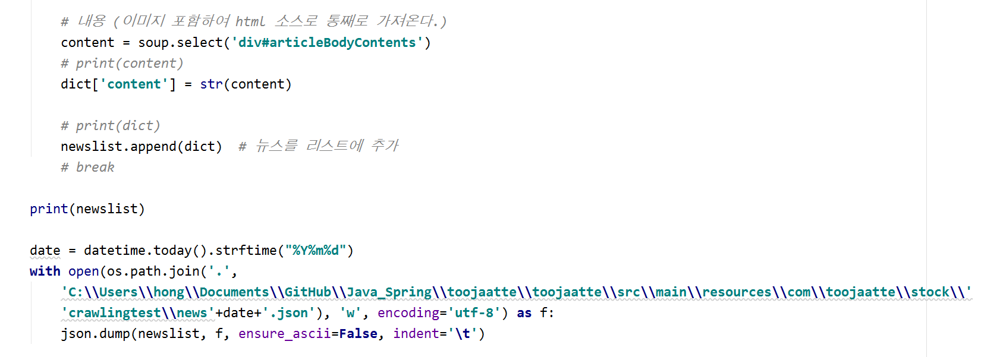 # 내용 (이미지 포함하여 html 소스로 통째로 가져온다.)
content = soup.select('div#articleBodyContents')
# print(content)
dict['content'] = str(content)
# print(dict)
newslist.append(dict)  # 뉴스를 리스트에 추가
# break
print(newslist)
date = datetime.today().strftime("%Y%m%d")
with open(os.path.join('.',
'C:\\Users\\hong\\Documents\\GitHub\\Java_Spring\\toojaatte\\toojaatte\\src\\main\\resources\\com\\toojaatte\\stock\\'
'crawlingtest\\news'+date+'.json'), 'w', encoding='utf-8') as f:
json.dump(newslist, f, ensure_ascii=False, indent='\t')